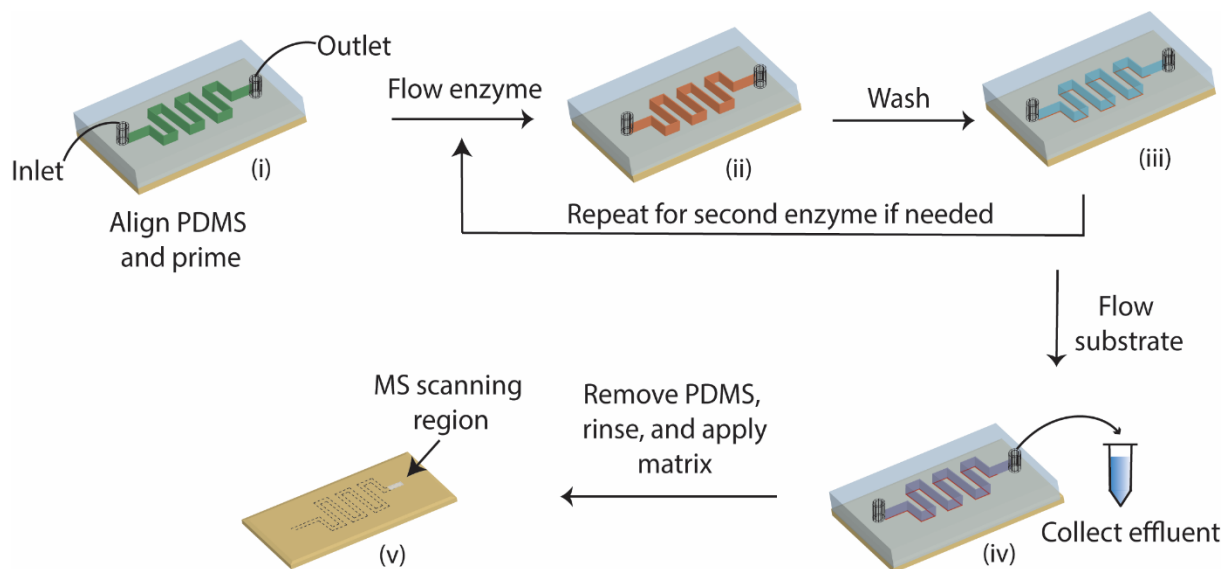 Outlet
Inlet
(i)
Align PDMS
and prime
Flow enzyme
(ii)
Wash
(iii)
Repeat for second enzyme if needed
Flow
substrate
(iv)
Collect effluent
Remove PDMS,
rinse, and apply
matrix
MS scanning
region
(v)